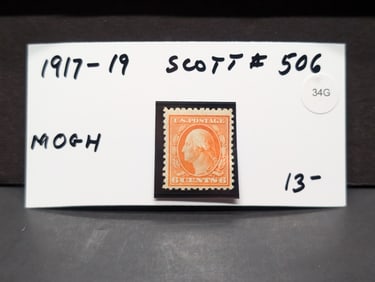 1917-19 SCOTT # 506
34G
U.S. POSTAGE
MOGH
6 CENTS 6
13-